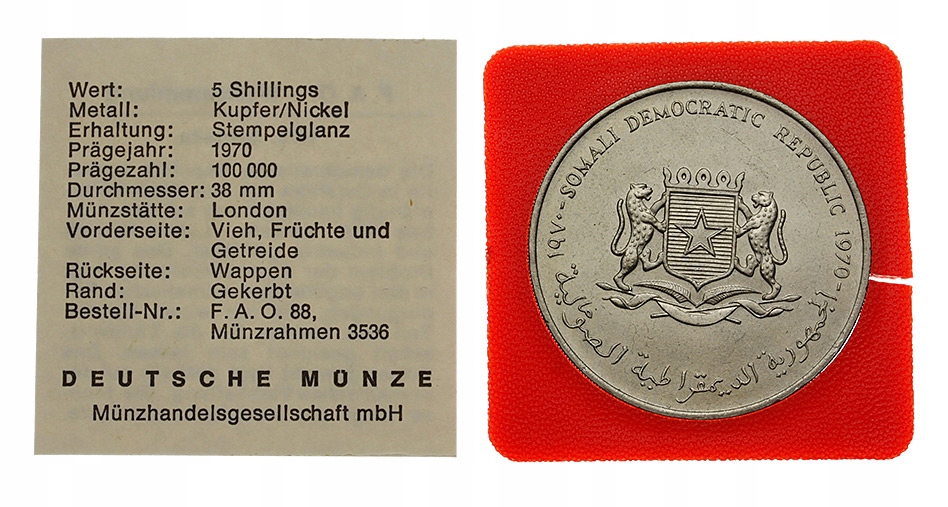 Wert: 5 Shillings
Metall: Kupfer/Nickel
Erhaltung: Stempelglanz
Prägejahr: 1970
Prägezahl: 100 000
Durchmesser: 38 mm
Münzstätte: London
Vorderseite: Vieh, Früchte und
Getreide
Rückseite: Wappen
Rand: Gekerbt
Bestell-Nr.: F. A. O. 88,
Münzrahmen 3536
DEUTSCHE MÜNZE
Münzhandelsgesellschaft mbH
SOMALI DEMOCRATIC REPUBLIC 1970
الجمهورية الديمقراطية الصومالية ١٩٧٠